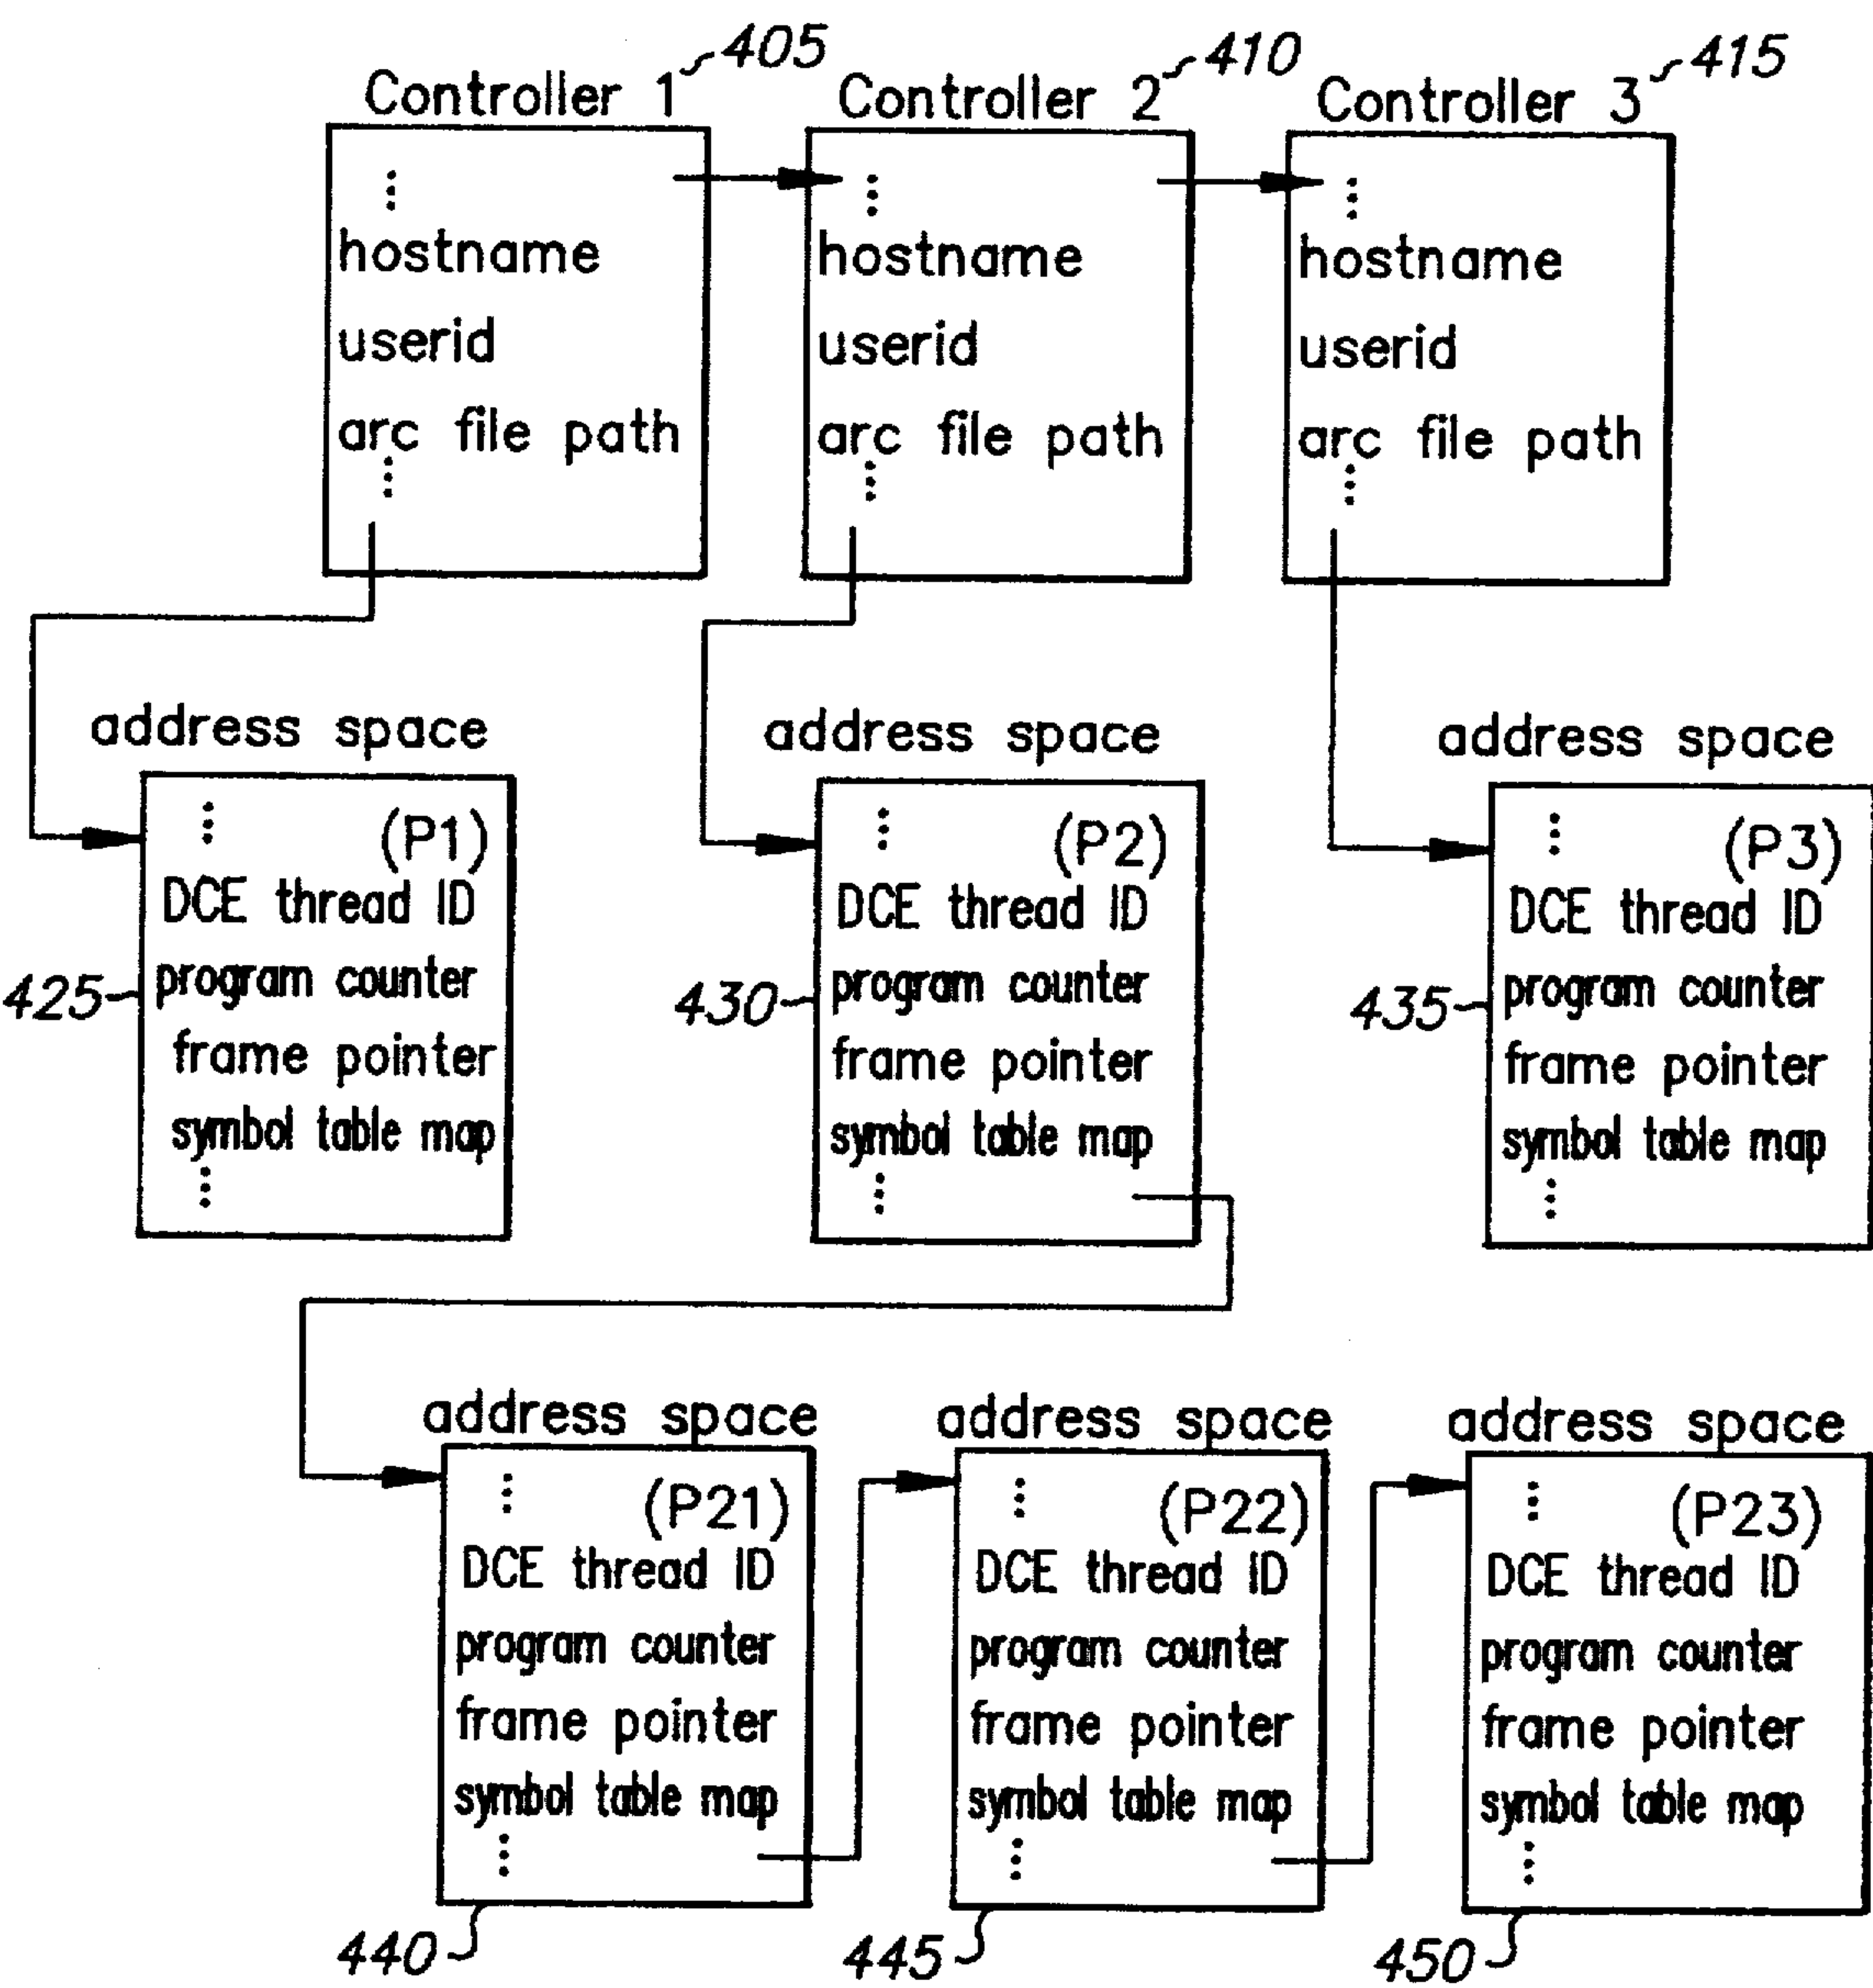 405
410
415
Controller 1
Controller 2
Controller 3
hostname
userid
arc file path
hostname
userid
arc file path
hostname
userid
arc file path
address space
(P1)
DCE thread ID
program counter
frame pointer
symbol table map
425
address space
(P2)
DCE thread ID
program counter
frame pointer
symbol table map
430
address space
(P3)
DCE thread ID
program counter
frame pointer
symbol table map
435
address space
(P21)
DCE thread ID
program counter
frame pointer
symbol table map
440
address space
(P22)
DCE thread ID
program counter
frame pointer
symbol table map
445
address space
(P23)
DCE thread ID
program counter
frame pointer
symbol table map
450